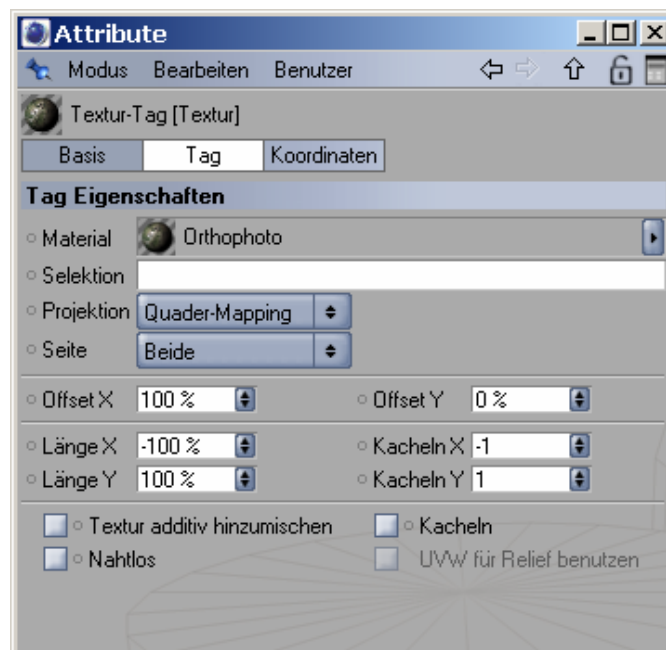 Attribute
Modus Bearbeiten Benutzer
Textur-Tag [Textur]
Basis Tag Koordinaten
Tag Eigenschaften
Material Orthophoto
Selektion
Projektion Quader-Mapping
Seite Beide
Offset X 100 % Offset Y 0 %
Länge X -100 % Kacheln X -1
Länge Y 100 % Kacheln Y 1
Textur additiv hinzumischen Kacheln
Nahtlos UVW für Relief benutzen